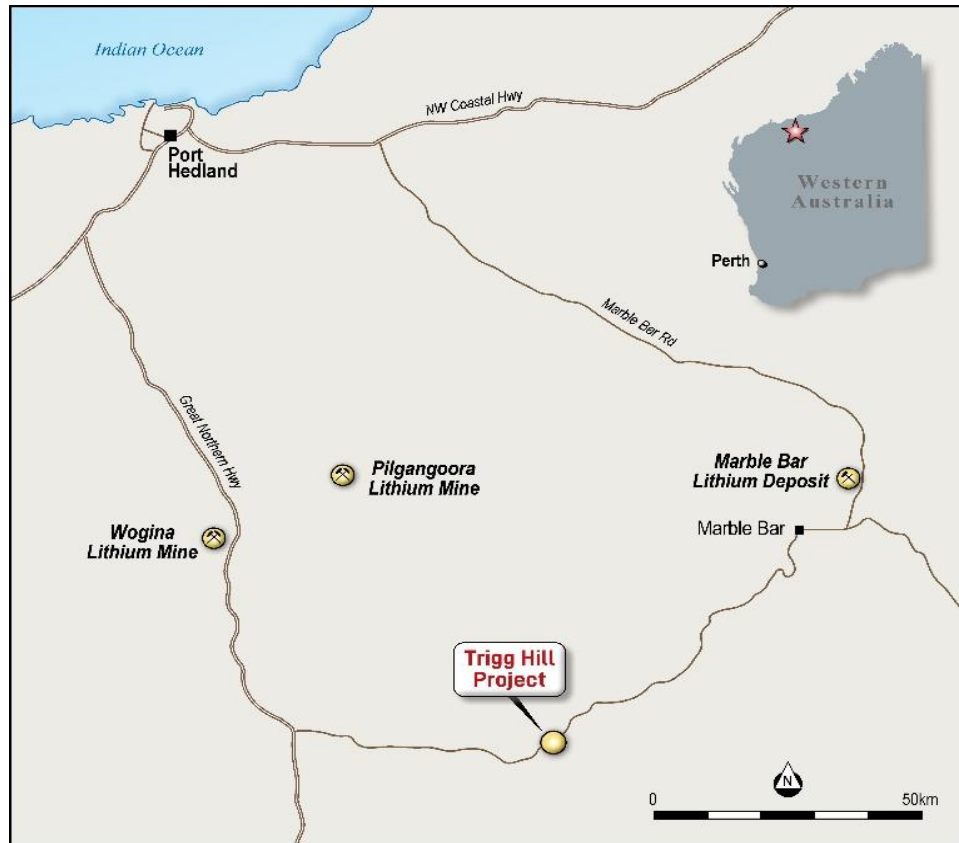 Indian Ocean
NW Coastal Hwy
Port
Hedland
Western
Australia
Perth
Marble Bar Rd
Great Northern Hwy
Pilgangoora
Lithium Mine
Marble Bar
Lithium Deposit
Wogina
Lithium Mine
Marble Bar
Trigg Hill
Project
N
0
50km